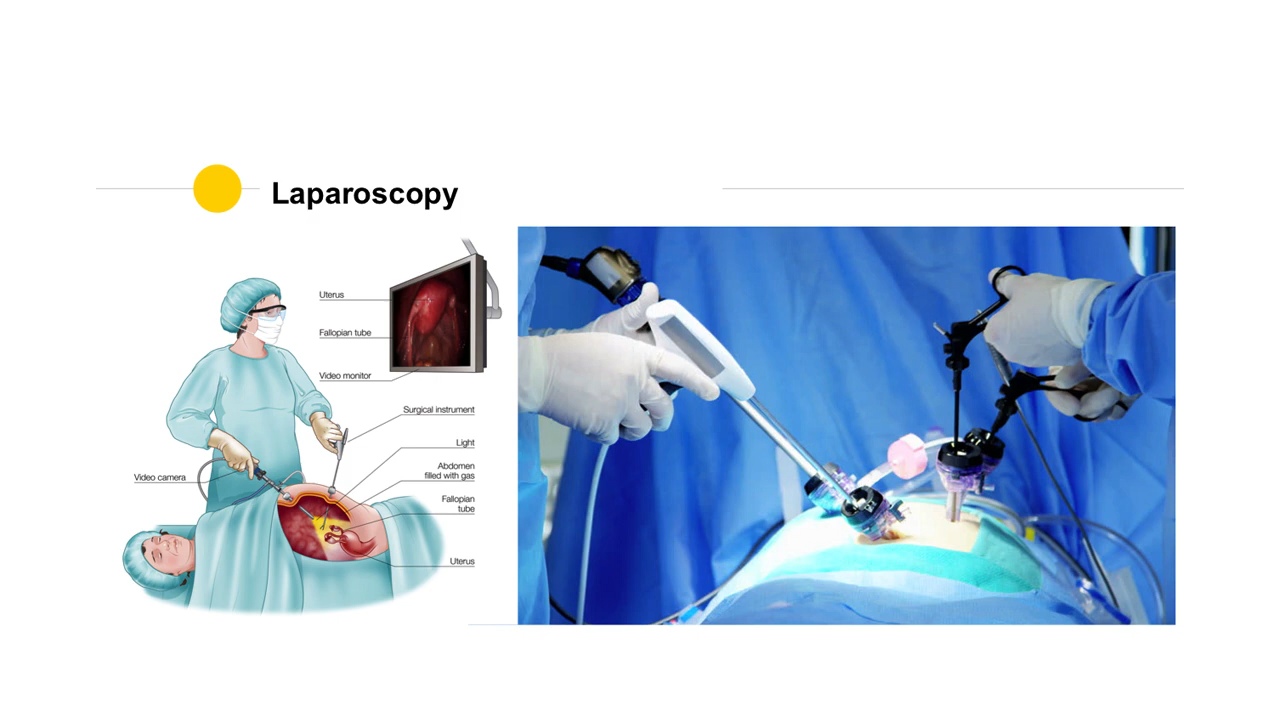 Laparoscopy
Uterus
Fallopian tube
Video monitor
Surgical instrument
Light
Abdomen
filled with gas
Video camera
Fallopian
tube
Uterus